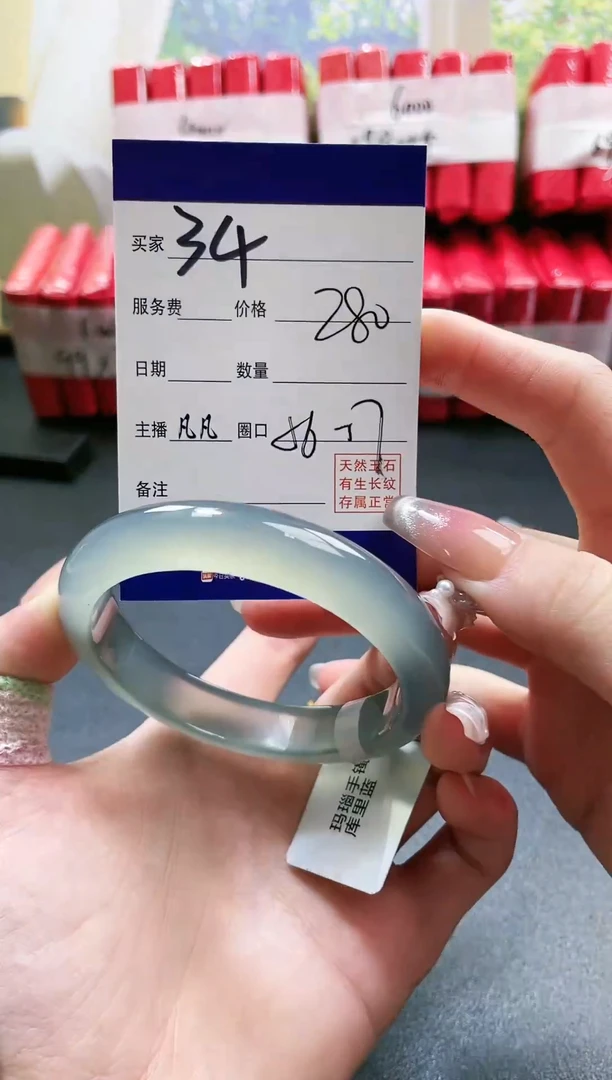 6000
买家 34
服务费 价格 280
日期 数量
主播 凡凡 圈口 56
备注
天然玉石
有生长纹
存属正常
玛瑙手镯
库里蓝